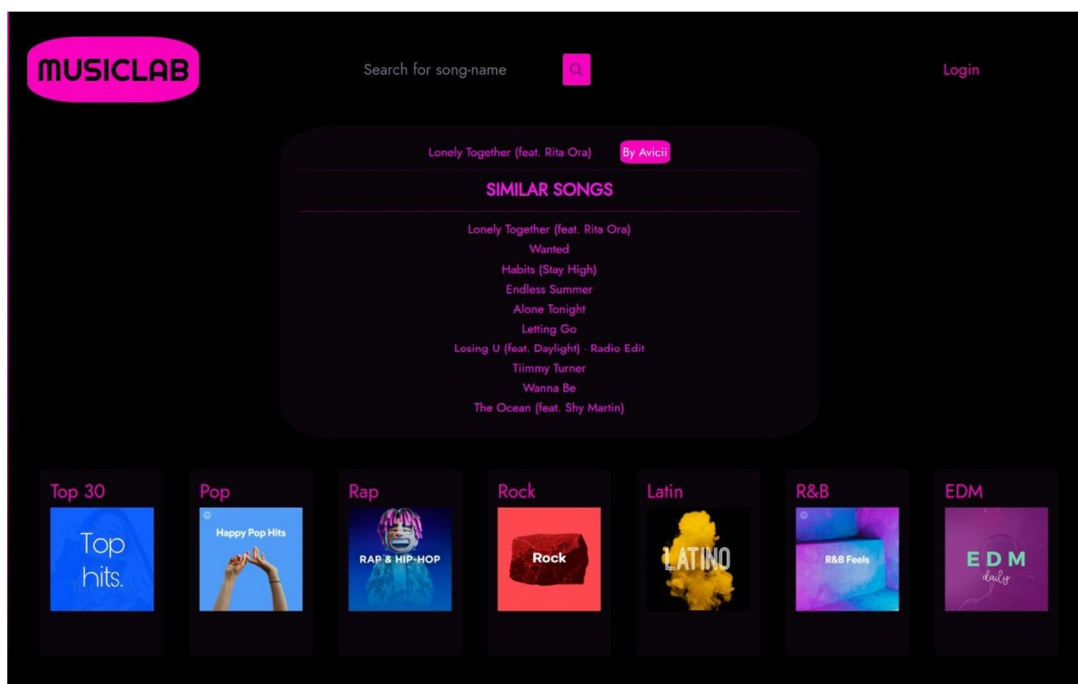 MUSICLAB
Search for song-name
Login
Lonely Together (feat. Rita Ora) By Avicii
SIMILAR SONGS
Lonely Together (feat. Rita Ora)
Wanted
Habits (Stay High)
Endless Summer
Alone Tonight
Letting Go
Losing U (feat. Daylight) - Radio Edit
Tiimmy Turner
Wanna Be
The Ocean (feat. Shy Martin)
Top 30
Top
hits.
Pop
Happy Pop Hits
Rap
RAP & HIP-HOP
Rock
Rock
Latin
LATINO
R&B
R&B Feels
EDM
EDM
daily